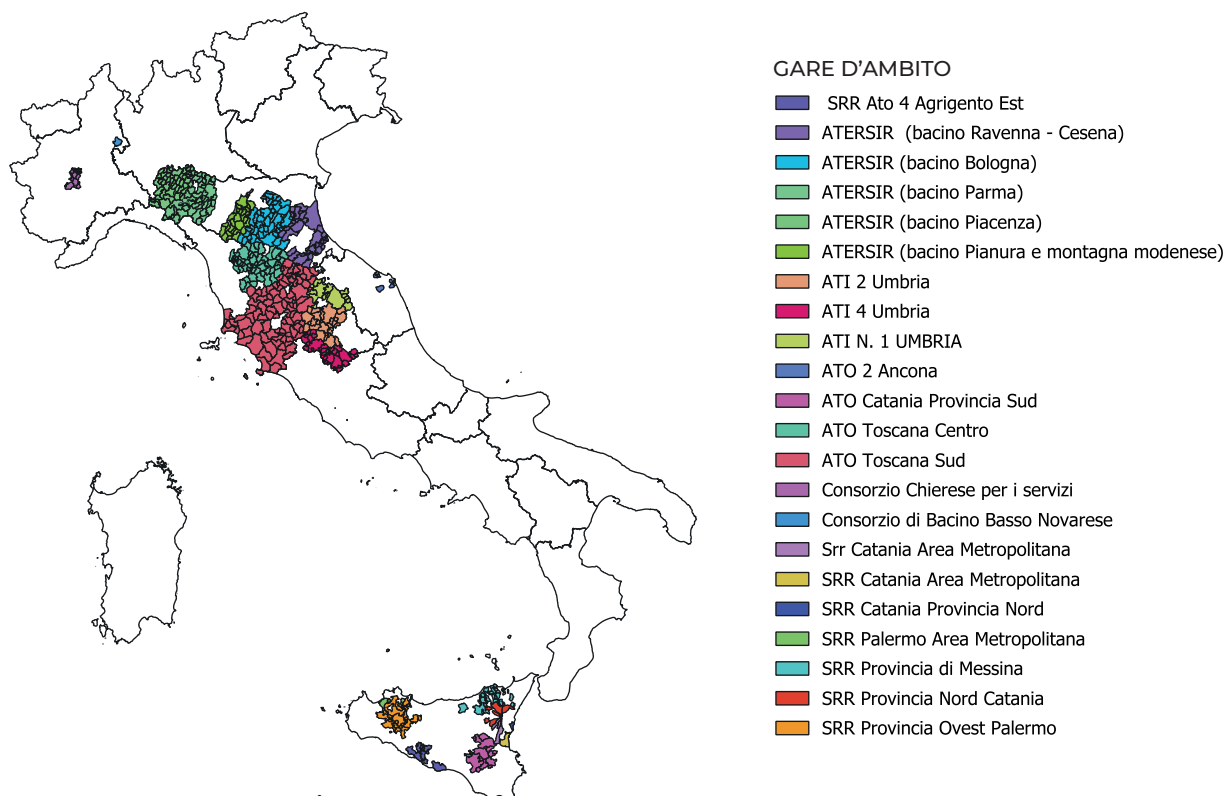 GARE D'AMBITO
SRR Ato 4 Agrigento Est
ATERSIR (bacino Ravenna - Cesena)
ATERSIR (bacino Bologna)
ATERSIR (bacino Parma)
ATERSIR (bacino Piacenza)
ATERSIR (bacino Pianura e montagna modenese)
ATI 2 Umbria
ATI 4 Umbria
ATI N. 1 UMBRIA
ATO 2 Ancona
ATO Catania Provincia Sud
ATO Toscana Centro
ATO Toscana Sud
Consorzio Chierese per i servizi
Consorzio di Bacino Basso Novarese
Srr Catania Area Metropolitana
SRR Catania Area Metropolitana
SRR Catania Provincia Nord
SRR Palermo Area Metropolitana
SRR Provincia di Messina
SRR Provincia Nord Catania
SRR Provincia Ovest Palermo